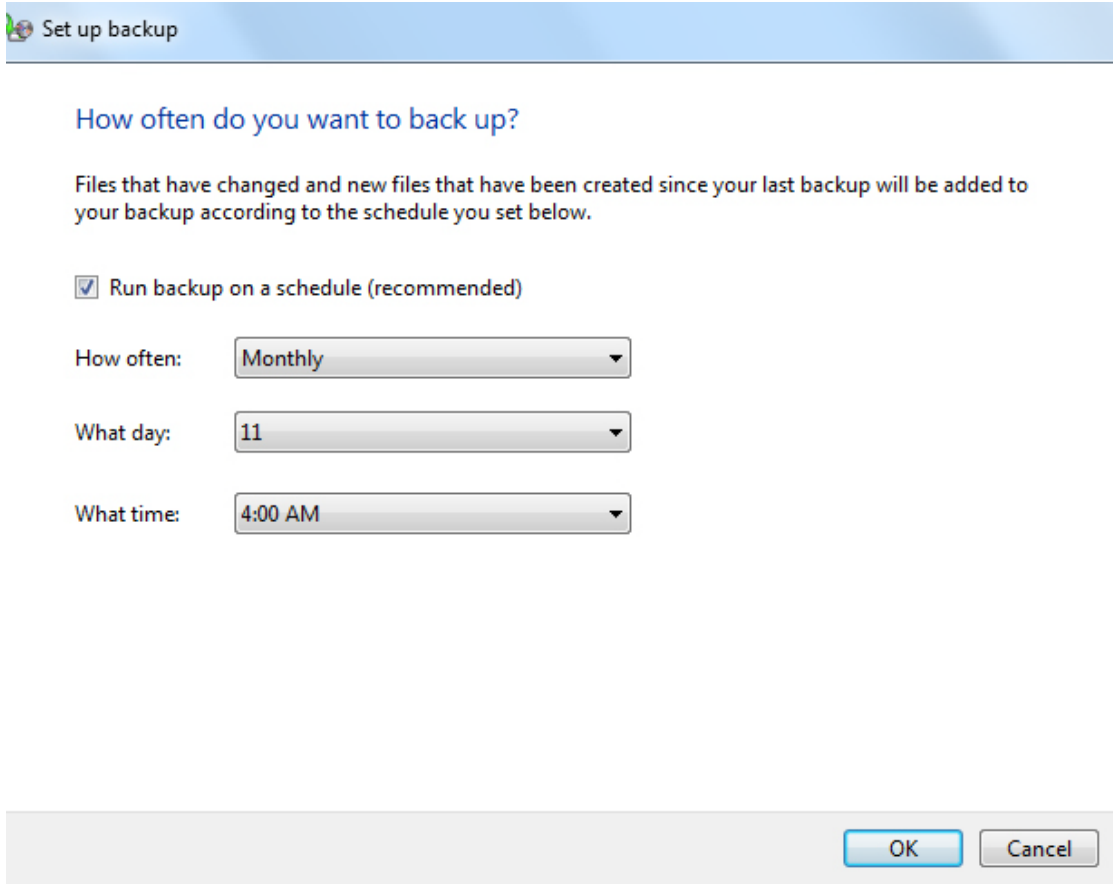 Set up backup
How often do you want to back up?
Files that have changed and new files that have been created since your last backup will be added to
your backup according to the schedule you set below.
Run backup on a schedule (recommended)
How often: Monthly
What day: 11
What time: 4:00 AM
OK Cancel